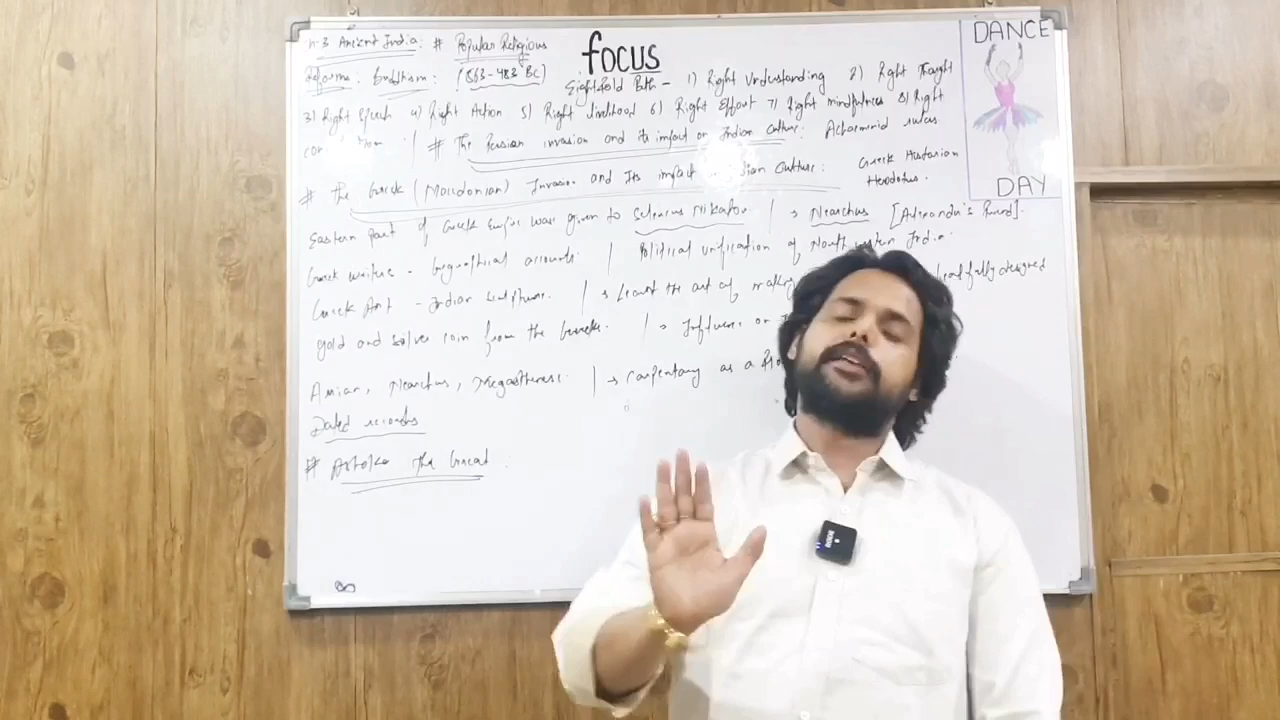 Ancient India: # Popular Religious
focus
DANCE
Reforms: Buddhism: (563-483 BC)
Eightfold Path - 1) Right Understanding 2) Right Thought
3) Right Speech 4) Right Action 5) Right livelihood 6) Right Effort 7) Right mindfulness 8) Right
# The Persian invasion and its impact on Indian Culture: Achaemenid rulers
# The Greek (Macedonian) Invasion and Its impact Indian Culture: Greek Historian
Herodotus.
DAY
Eastern part of Greek Empire was given to Seleucus Nikator | → Nearchus [Alexander's friend].
Greek writers - Geographical accounts. | Political unification of North western India.
Greek Art - Indian sculpture. | → Learnt the art of making beautifully designed
gold and silver coin from the Greeks. | → Influence on
Arrian, Nearchus, Megasthenese. | → Carpentary as a
Dated records
# Ashoka The Great :